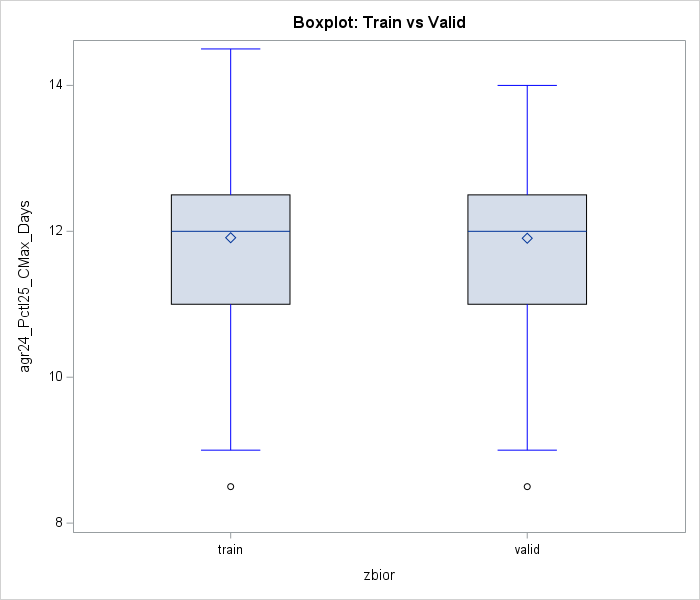 Boxplot: Train vs Valid
agr24_Pctl25_CMax_Days
14
12
10
8
train
valid
zbior